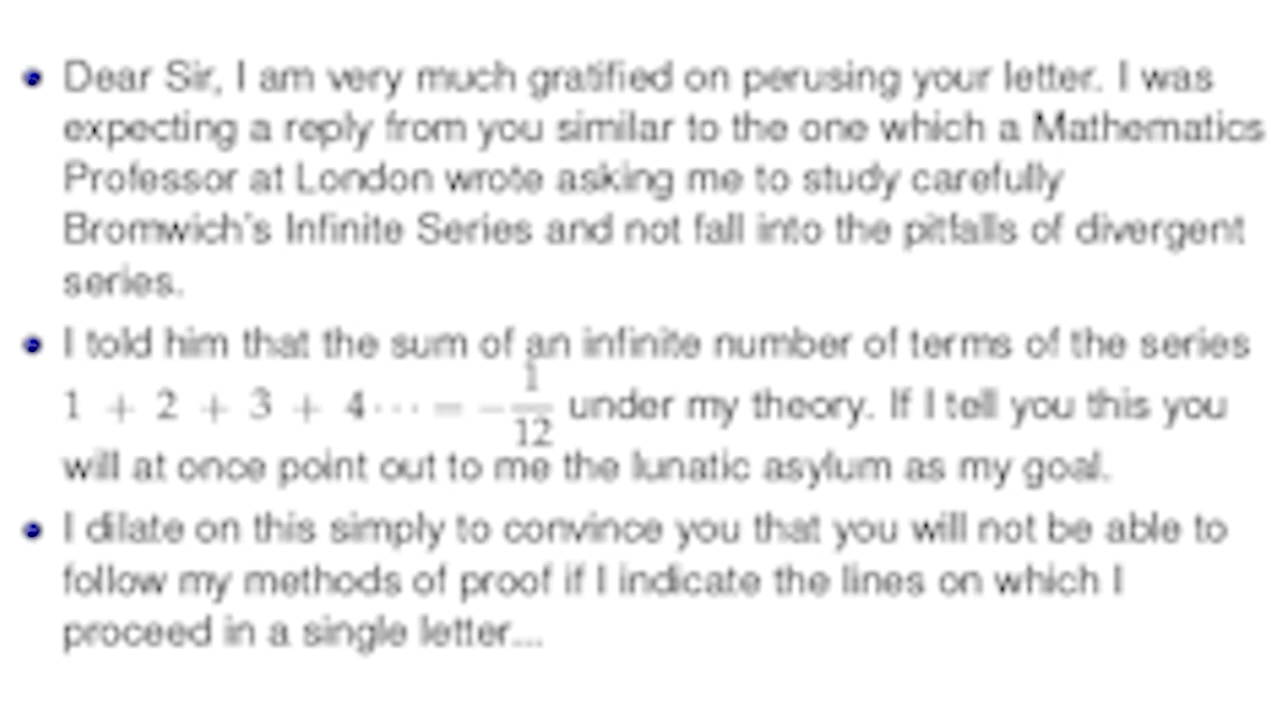 • Dear Sir, I am very much gratified on perusing your letter. I was
expecting a reply from you similar to the one which a Mathematics
Professor at London wrote asking me to study carefully
Bromwich's Infinite Series and not fall into the pitfalls of divergent
series.
• I told him that the sum of an infinite number of terms of the series
1 + 2 + 3 + 4 ··· = −1/12 under my theory. If I tell you this you
will at once point out to me the lunatic asylum as my goal.
• I dilate on this simply to convince you that you will not be able to
follow my methods of proof if I indicate the lines on which I
proceed in a single letter...